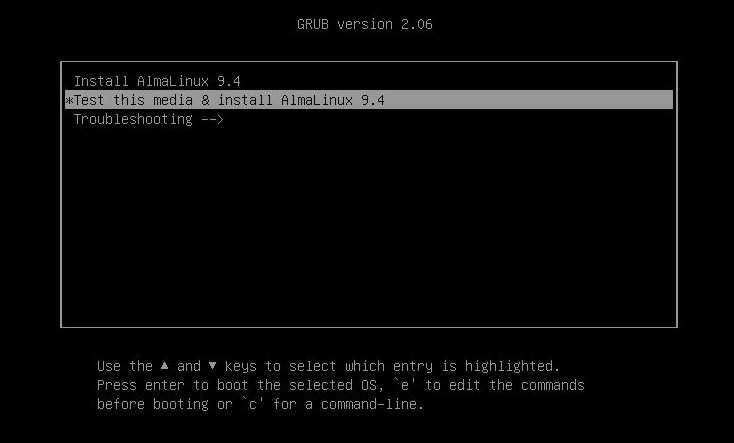 GRUB version 2.06
Install AlmaLinux 9.4
*Test this media & install AlmaLinux 9.4
Troubleshooting -->
Use the ▲ and ▼ keys to select which entry is highlighted.
Press enter to boot the selected OS, `e' to edit the commands
before booting or `c' for a command-line.